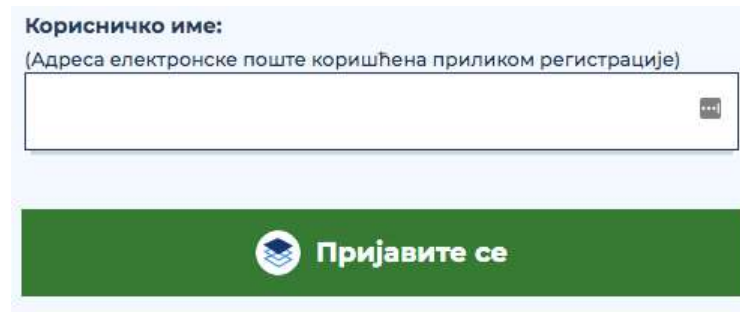 Корисничко име:
(Адреса електронске поште коришћена приликом регистрације)
Пријавите се